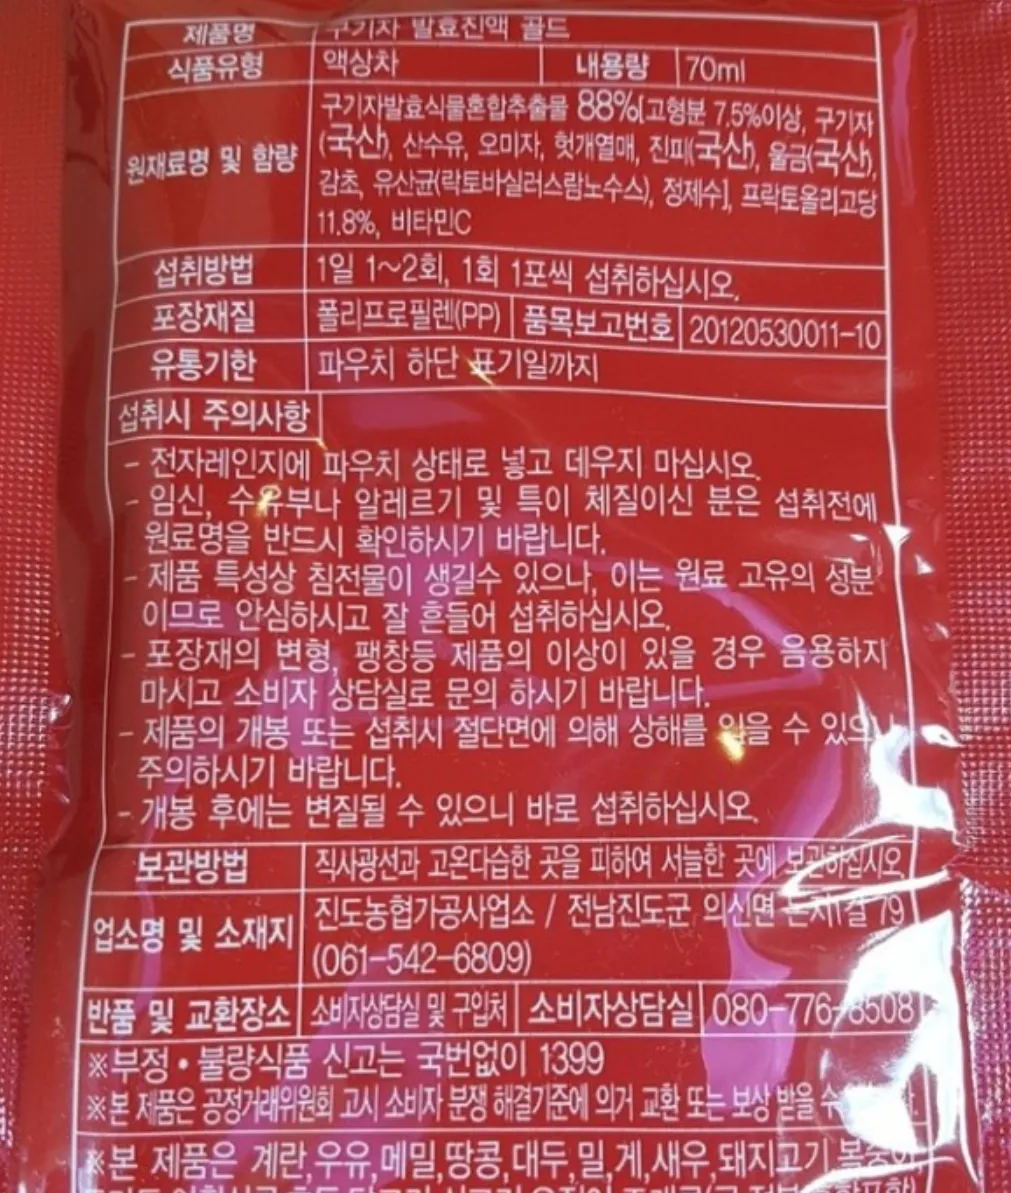 제품명 구기자 발효진액 골드
식품유형 액상차 내용량 70ml
원재료명 및 함량
구기자발효식물혼합추출물 88%[고형분 7.5%이상, 구기자
(국산), 산수유, 오미자, 헛개열매, 진피(국산), 울금(국산),
감초, 유산균(락토바실러스람노수스), 정제수], 프락토올리고당
11.8%, 비타민C
섭취방법 1일 1~2회, 1회 1포씩 섭취하십시오.
포장재질 폴리프로필렌(PP) 품목보고번호 20120530011-10
유통기한 파우치 하단 표기일까지
섭취시 주의사항
- 전자레인지에 파우치 상태로 넣고 데우지 마십시오.
- 임신, 수유부나 알레르기 및 특이 체질이신 분은 섭취전에
원료명을 반드시 확인하시기 바랍니다.
- 제품 특성상 침전물이 생길수 있으나, 이는 원료 고유의 성분
이므로 안심하시고 잘 흔들어 섭취하십시오.
- 포장재의 변형, 팽창등 제품의 이상이 있을 경우 음용하지
마시고 소비자 상담실로 문의 하시기 바랍니다.
- 제품의 개봉 또는 섭취시 절단면에 의해 상해를 입을 수 있으니
주의하시기 바랍니다.
- 개봉 후에는 변질될 수 있으니 바로 섭취하십시오.
보관방법 직사광선과 고온다습한 곳을 피하여 서늘한 곳에 보관하십시오.
업소명 및 소재지
진도농협가공사업소 / 전남진도군 의신면 79
(061-542-6809)
반품 및 교환장소 소비자상담실 및 구입처 소비자상담실 080-776-8508
※부정•불량식품 신고는 국번없이 1399
※본 제품은 공정거래위원회 고시 소비자 분쟁 해결기준에 의거 교환 또는 보상 받을 수
※본 제품은 계란,우유,메밀,땅콩,대두,밀,게,새우,돼지고기,복숭아,